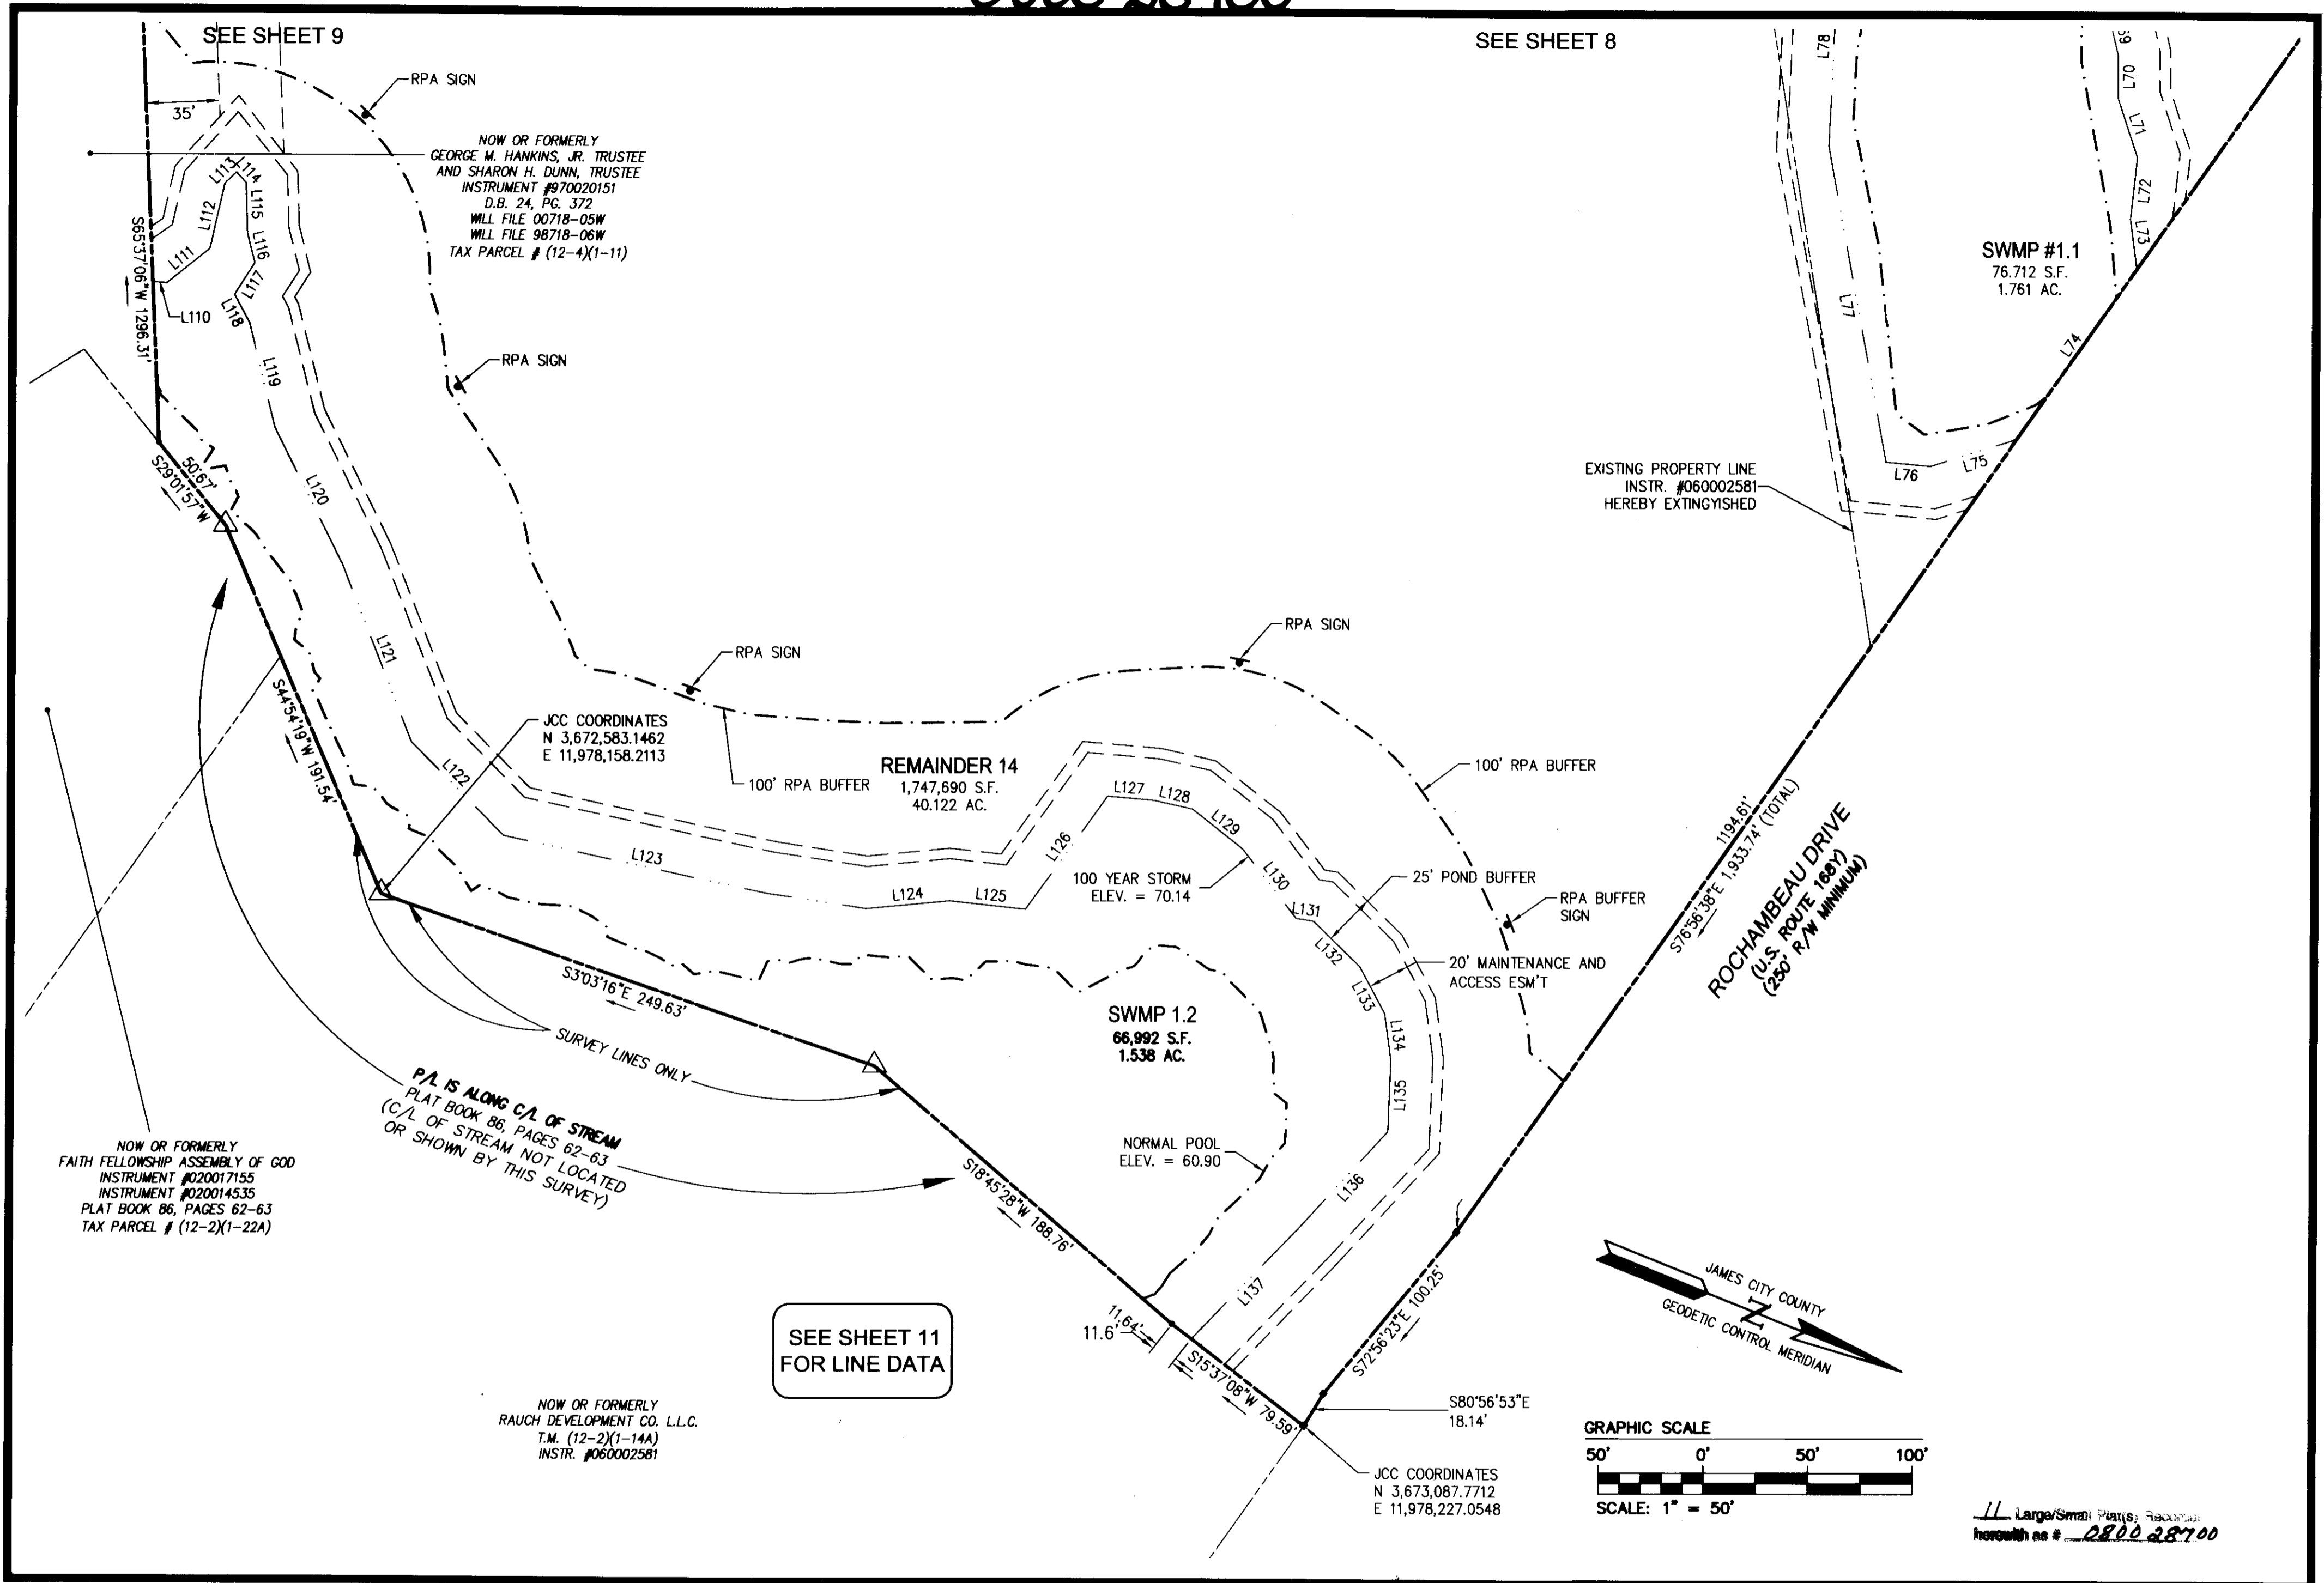 SEE SHEET 9
SEE SHEET 8
RPA SIGN
35'
NOW OR FORMERLY
GEORGE M. HANKINS, JR. TRUSTEE
AND SHARON H. DUNN, TRUSTEE
INSTRUMENT #970020151
D.B. 24, PG. 372
WILL FILE 00718-05W
WILL FILE 98718-06W
TAX PARCEL # (12-4)(1-11)
L113
L114
L112
L115
L111
L116
L117
L110
L118
S65°37'06"W 1296.31'
L119
RPA SIGN
L120
50.67'
S29°01'57"W
L121
S44°54'19"W 191.54'
L122
L78
L77
L70
L71
L72
L73
SWMP #1.1
76.712 S.F.
1.761 AC.
L74
L75
L76
EXISTING PROPERTY LINE
INSTR. #060002581
HEREBY EXTINGYISHED
RPA SIGN
RPA SIGN
JCC COORDINATES
N 3,672,583.1462
E 11,978,158.2113
100' RPA BUFFER
REMAINDER 14
1,747,690 S.F.
40.122 AC.
100' RPA BUFFER
L123
L124
L125
L126
L127
L128
L129
L130
L131
L132
L133
L134
L135
L136
L137
100 YEAR STORM
ELEV. = 70.14
25' POND BUFFER
RPA BUFFER
SIGN
20' MAINTENANCE AND
ACCESS ESM'T
1194.61'
S76°56'38"E 1,933.74' (TOTAL)
ROCHAMBEAU DRIVE
(U.S. ROUTE 168Y)
(250' R/W MINIMUM)
S3°03'16"E 249.63'
SURVEY LINES ONLY
SWMP 1.2
66,992 S.F.
1.538 AC.
P/L IS ALONG C/L OF STREAM
PLAT BOOK 86, PAGES 62-63
(C/L OF STREAM NOT LOCATED
OR SHOWN BY THIS SURVEY)
NORMAL POOL
ELEV. = 60.90
NOW OR FORMERLY
FAITH FELLOWSHIP ASSEMBLY OF GOD
INSTRUMENT #020017155
INSTRUMENT #020014535
PLAT BOOK 86, PAGES 62-63
TAX PARCEL # (12-2)(1-22A)
S18°45'28"W 188.76'
11.64'
11.6'
S15°37'08"W 79.59'
S72°56'23"E 100.25'
S80°56'53"E
18.14'
SEE SHEET 11
FOR LINE DATA
JAMES CITY COUNTY
N
GEODETIC CONTROL MERIDIAN
NOW OR FORMERLY
RAUCH DEVELOPMENT CO. L.L.C.
T.M. (12-2)(1-14A)
INSTR. #060002581
JCC COORDINATES
N 3,673,087.7712
E 11,978,227.0548
GRAPHIC SCALE
50' 0' 50' 100'
SCALE: 1" = 50'
11 Large/Small Plat(s) Recorded
herewith as # 080028700